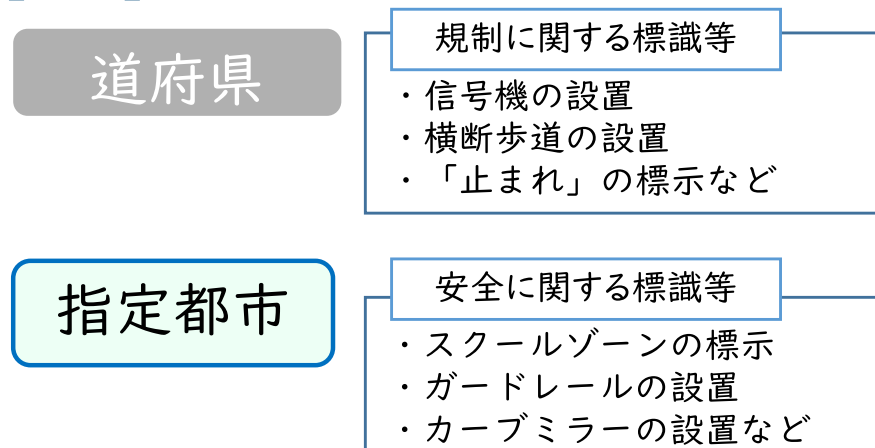 道府県
規制に関する標識等
・信号機の設置
・横断歩道の設置
・「止まれ」の標示など
指定都市
安全に関する標識等
・スクールゾーンの標示
・ガードレールの設置
・カーブミラーの設置など